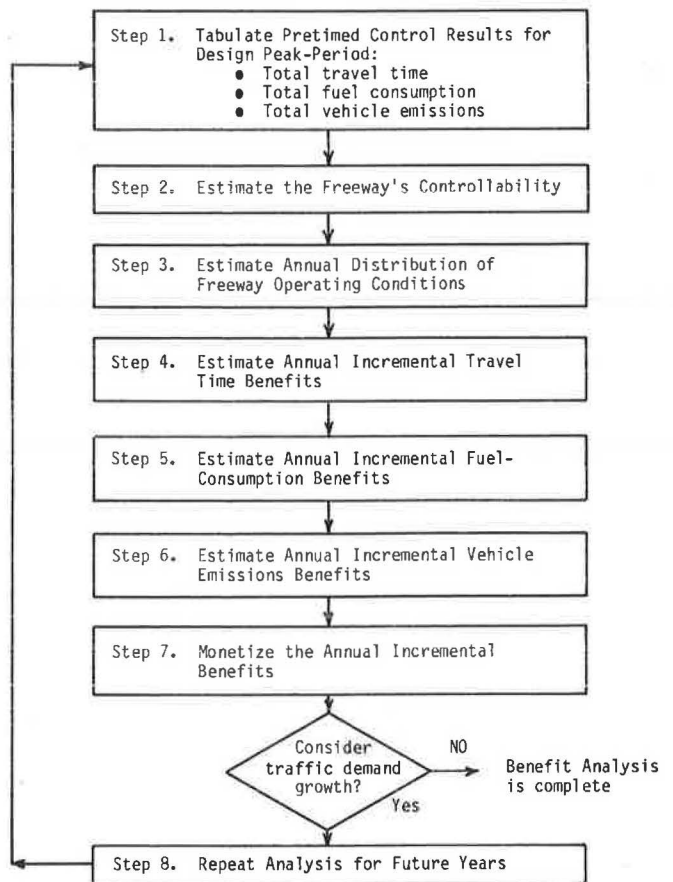 Step 1. Tabulate Pretimed Control Results for
Design Peak-Period:
● Total travel time
● Total fuel consumption
● Total vehicle emissions
Step 2. Estimate the Freeway's Controllability
Step 3. Estimate Annual Distribution of
Freeway Operating Conditions
Step 4. Estimate Annual Incremental Travel
Time Benefits
Step 5. Estimate Annual Incremental Fuel-
Consumption Benefits
Step 6. Estimate Annual Incremental Vehicle
Emissions Benefits
Step 7. Monetize the Annual Incremental
Benefits
Consider
traffic demand
growth?
NO
Benefit Analysis
is complete
Yes
Step 8. Repeat Analysis for Future Years